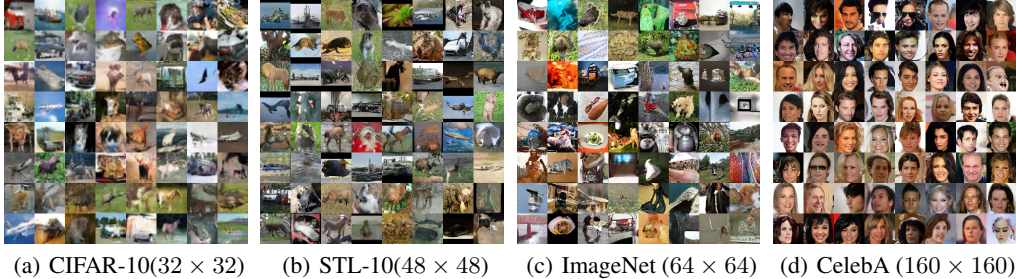 (a) CIFAR-10(32 × 32) (b) STL-10(48 × 48) (c) ImageNet (64 × 64) (d) CelebA (160 × 160)